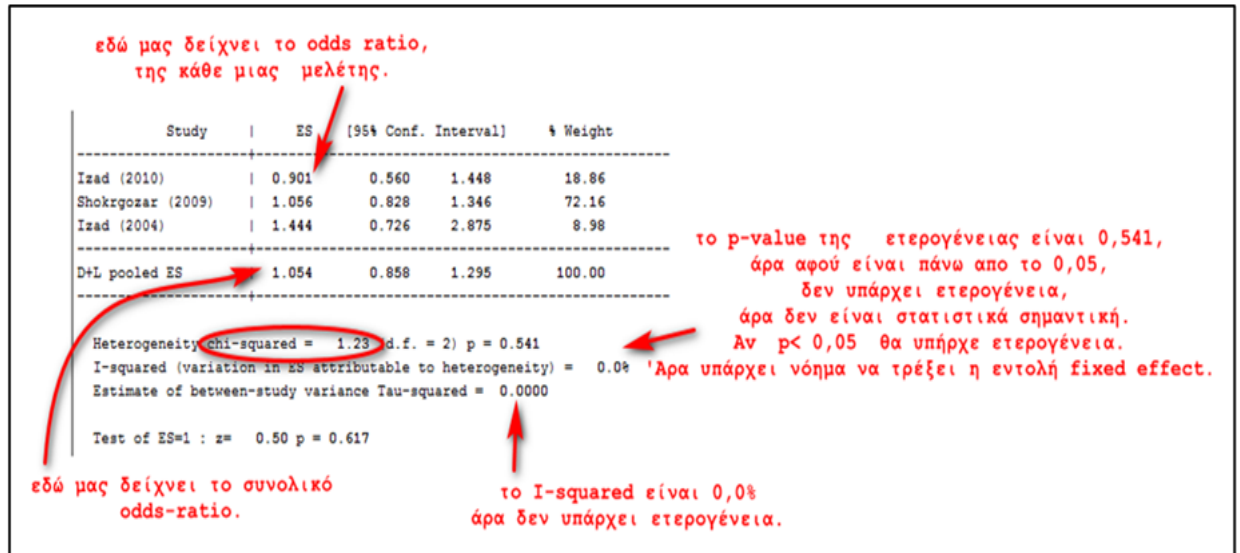 εδώ μας δείχνει το odds ratio,
της κάθε μιας μελέτης.
Study | ES [95% Conf. Interval] % Weight
Izad (2010) | 0.901 0.560 1.448 18.86
Shokrgozar (2009) | 1.056 0.828 1.346 72.16
Izad (2004) | 1.444 0.726 2.875 8.98
D+L pooled ES | 1.054 0.858 1.295 100.00
το p-value της ετερογένειας είναι 0,541,
άρα αφού είναι πάνω απο το 0,05,
δεν υπάρχει ετερογένεια,
άρα δεν είναι στατιστικά σημαντική.
Αν p< 0,05 θα υπήρχε ετερογένεια.
'Αρα υπάρχει νόημα να τρέξει η εντολή fixed effect.
Heterogeneity chi-squared = 1.23 (d.f. = 2) p = 0.541
I-squared (variation in ES attributable to heterogeneity) = 0.0%
Estimate of between-study variance Tau-squared = 0.0000
Test of ES=1 : z= 0.50 p = 0.617
εδώ μας δείχνει το συνολικό
odds-ratio.
το I-squared είναι 0,0%
άρα δεν υπάρχει ετερογένεια.